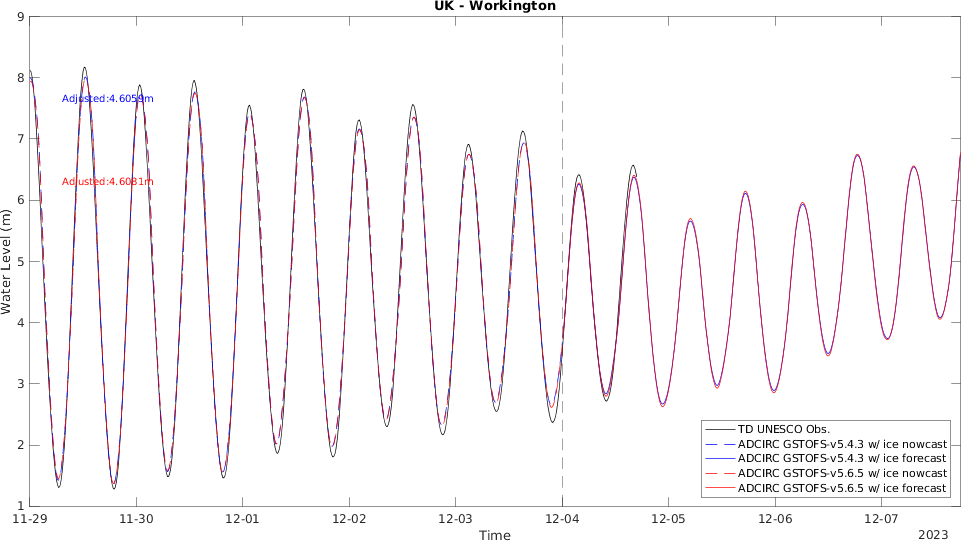 UK - Workington
9
8
7
6
5
4
3
2
1
Water Level (m)
Adjusted:4.6059m
Adjusted:4.6031m
TD UNESCO Obs.
ADCIRC GSTOFS-v5.4.3 w/ ice nowcast
ADCIRC GSTOFS-v5.4.3 w/ ice forecast
ADCIRC GSTOFS-v5.6.5 w/ ice nowcast
ADCIRC GSTOFS-v5.6.5 w/ ice forecast
11-29 11-30 12-01 12-02 12-03 12-04 12-05 12-06 12-07
Time
2023